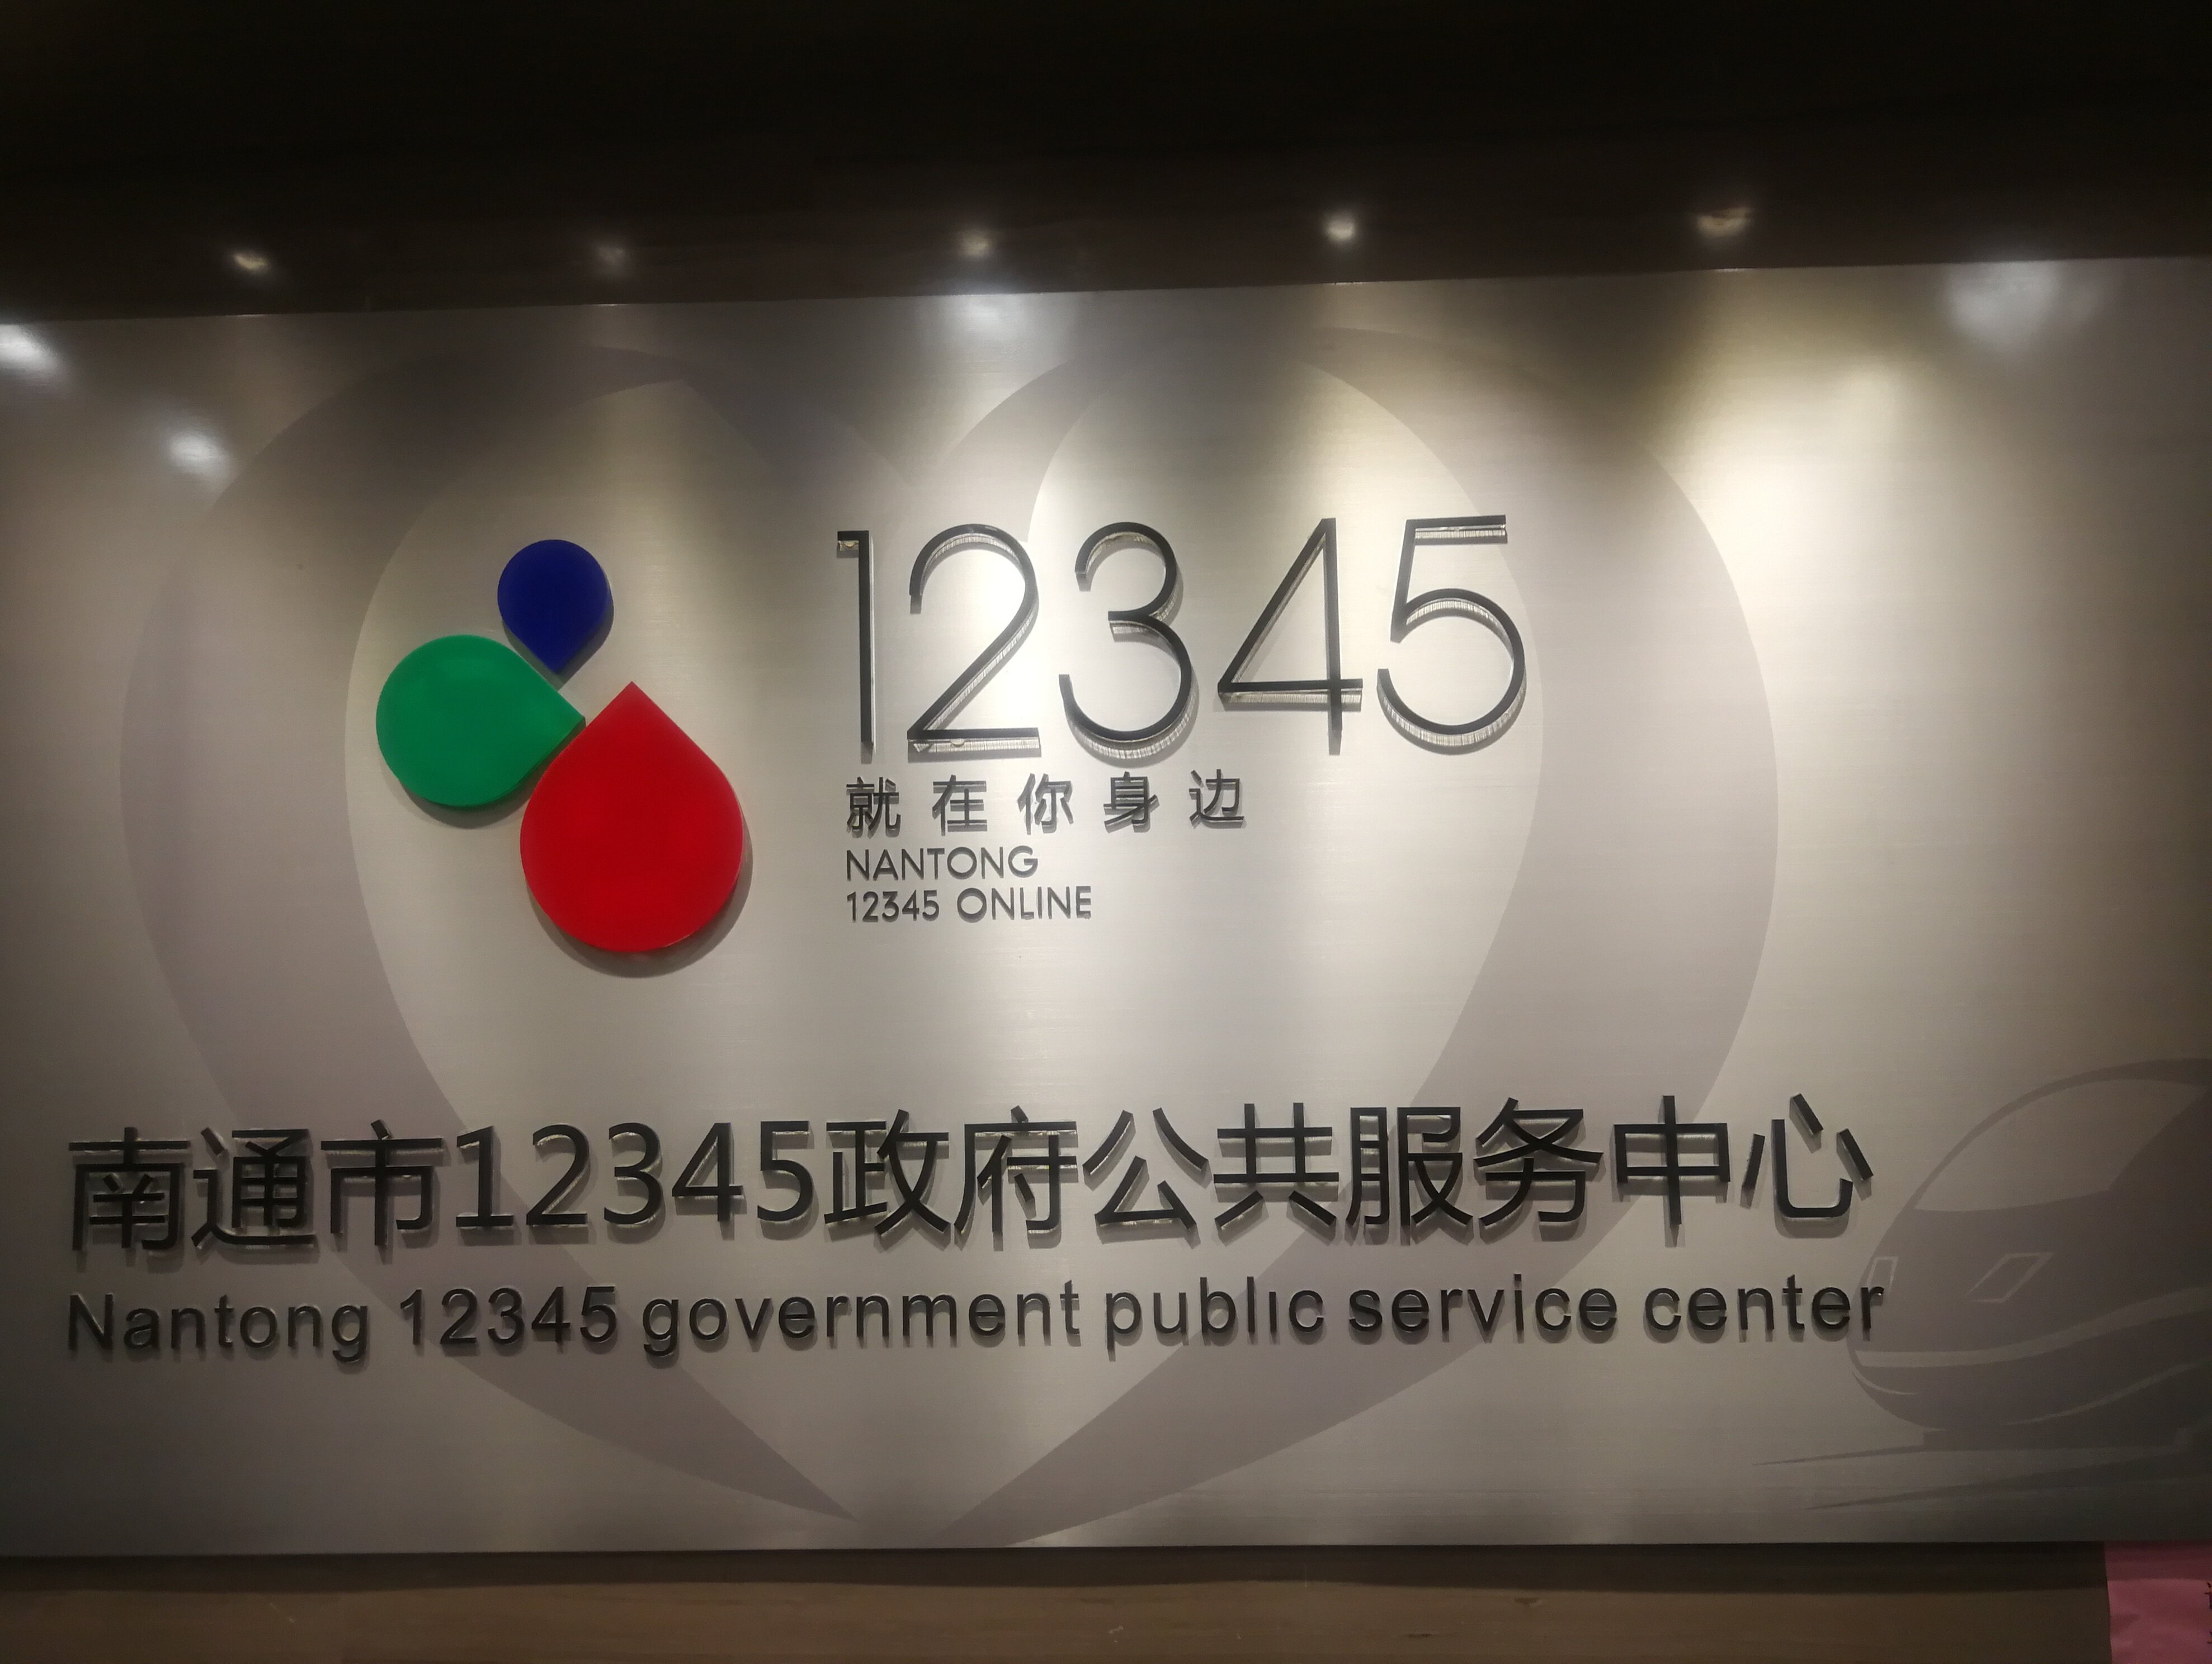 12345
就在你身边
NANTONG
12345 ONLINE
南通市12345政府公共服务中心
Nantong 12345 government public service center